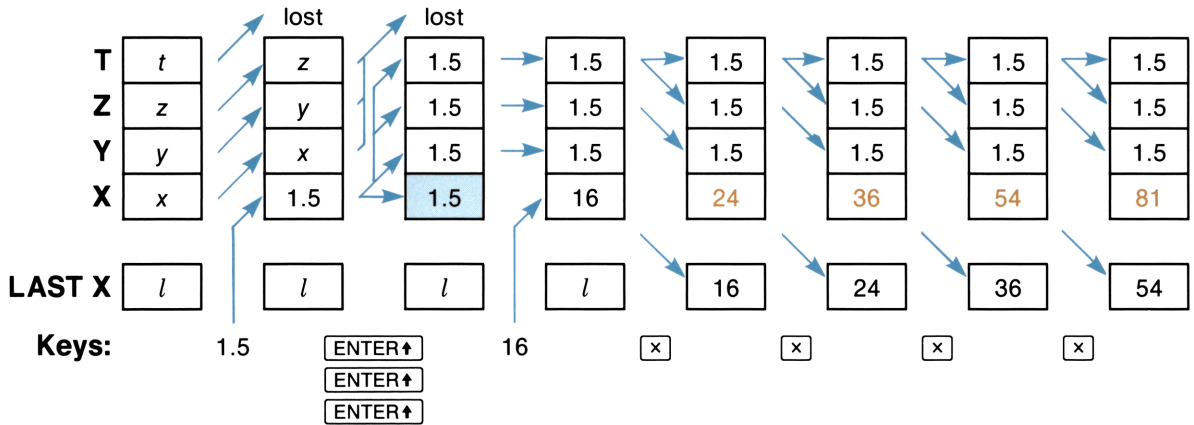 lost lost
T t z 1.5 1.5 1.5 1.5 1.5 1.5
Z z y 1.5 1.5 1.5 1.5 1.5 1.5
Y y x 1.5 1.5 1.5 1.5 1.5 1.5
X x 1.5 1.5 16 24 36 54 81
LAST X l l l l 16 24 36 54
Keys: 1.5 ENTER⬆ 16 × × × ×
ENTER⬆
ENTER⬆